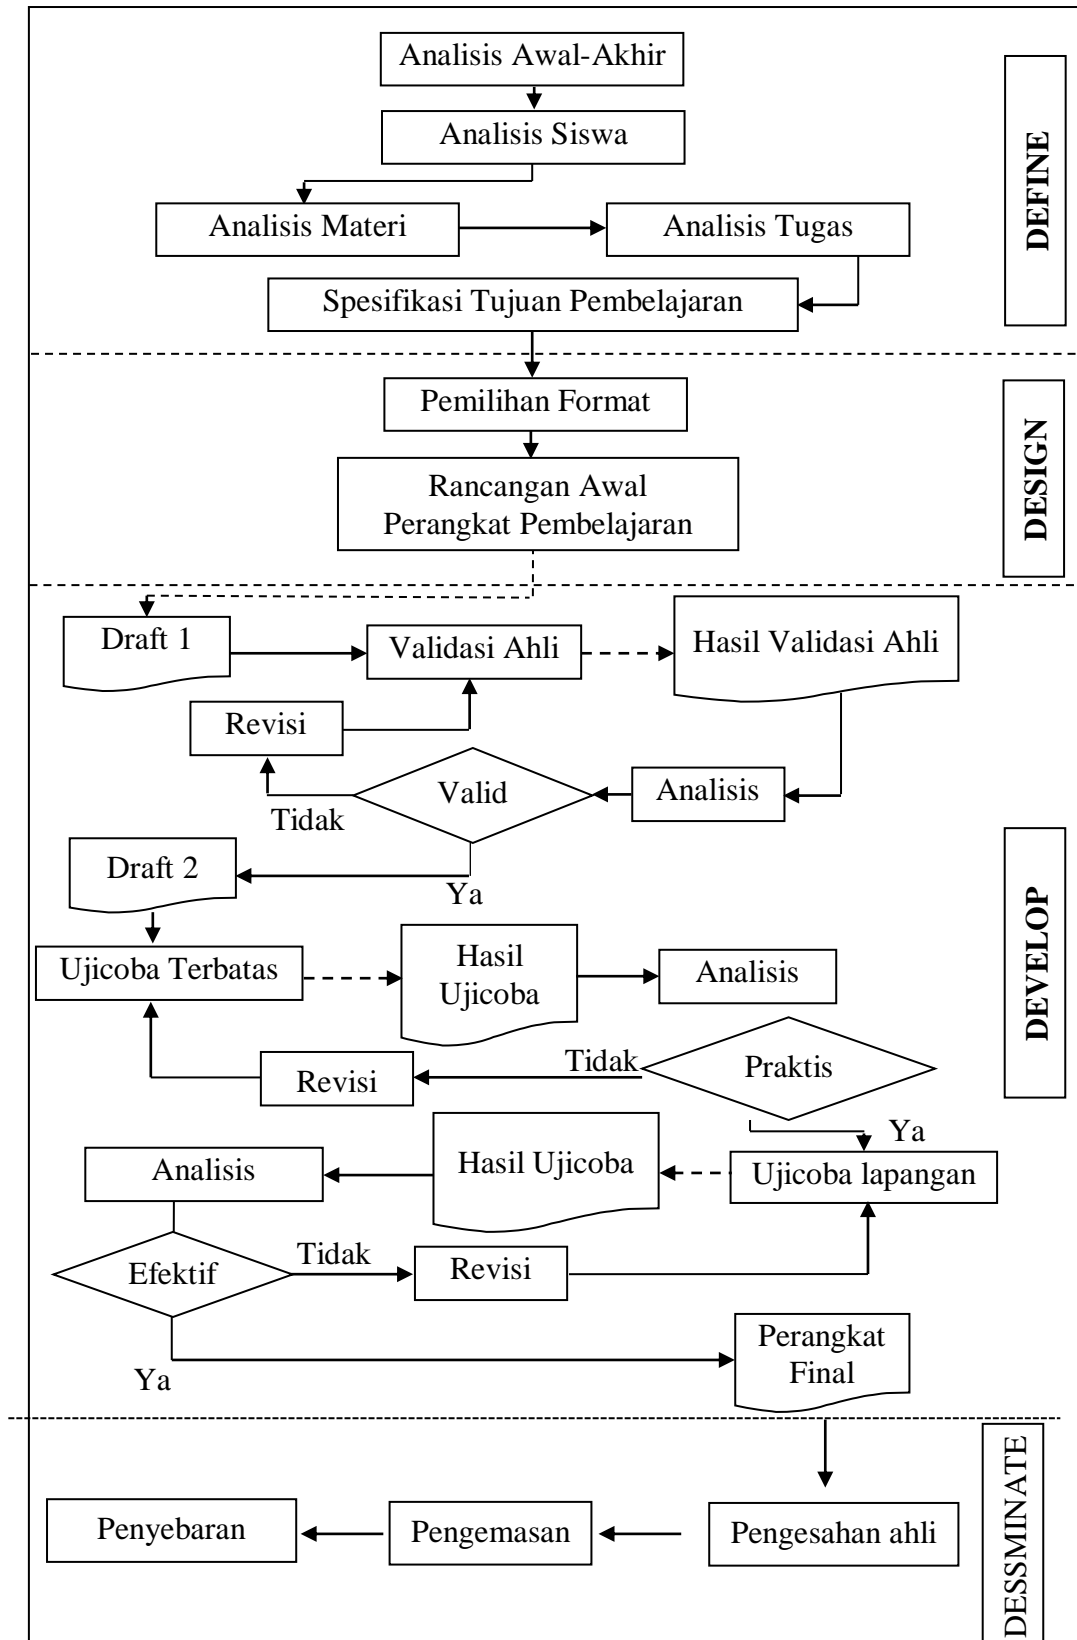 Analisis Awal-Akhir
Analisis Siswa
Analisis Materi
Analisis Tugas
Spesifikasi Tujuan Pembelajaran
DEFINE
Pemilihan Format
Rancangan Awal
Perangkat Pembelajaran
DESIGN
Draft 1
Validasi Ahli
Hasil Validasi Ahli
Revisi
Valid
Analisis
Tidak
Draft 2
Ya
Ujicoba Terbatas
Hasil
Ujicoba
Analisis
Tidak
Revisi
Praktis
Ya
DEVELOP
Analisis
Hasil Ujicoba
Ujicoba lapangan
Efektif
Tidak
Revisi
Ya
Perangkat
Final
Penyebaran
Pengemasan
Pengesahan ahli
DESSMINATE